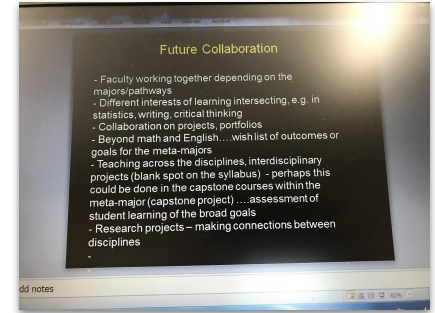 Future Collaboration
- Faculty working together depending on the
majors/pathways
- Different interests of learning intersecting, e.g. in
statistics, writing, critical thinking
- Collaboration on projects, portfolios
- Beyond math and English....wish list of outcomes or
goals for the meta-majors
- Teaching across the disciplines, interdisciplinary
projects (blank spot on the syllabus) - perhaps this
could be done in the capstone courses within the
meta-major (capstone project) ....assessment of
student learning of the broad goals
- Research projects – making connections between
disciplines
-
dd notes
62%